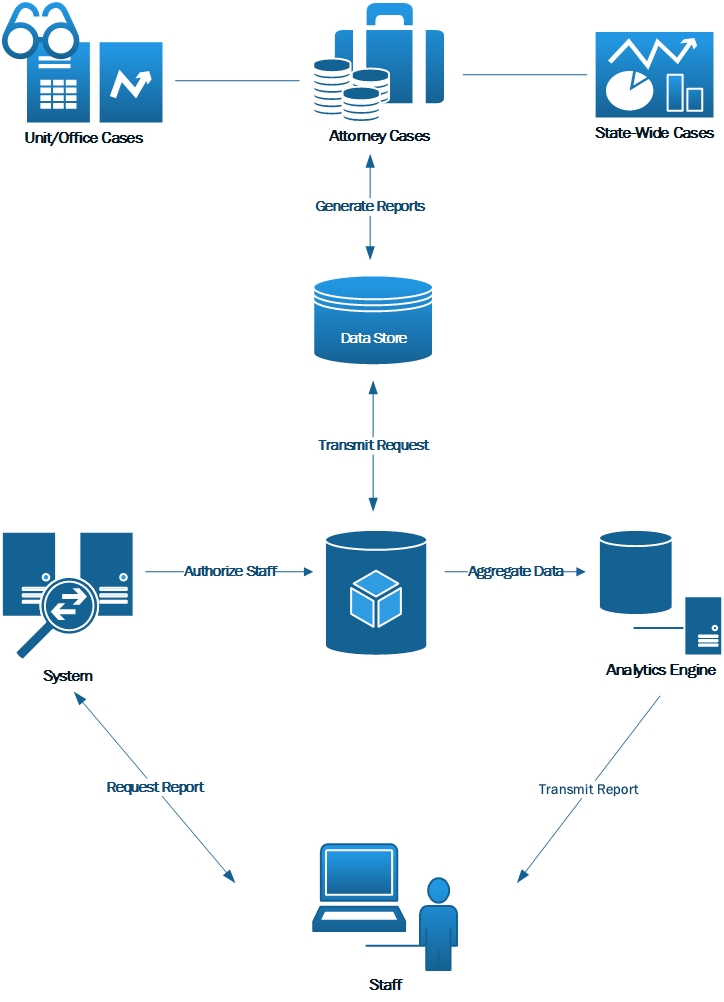 Unit/Office Cases
Attorney Cases
State-Wide Cases
Generate Reports
Data Store
Transmit Request
Authorize Staff
Aggregate Data
System
Analytics Engine
Request Report
Transmit Report
Staff